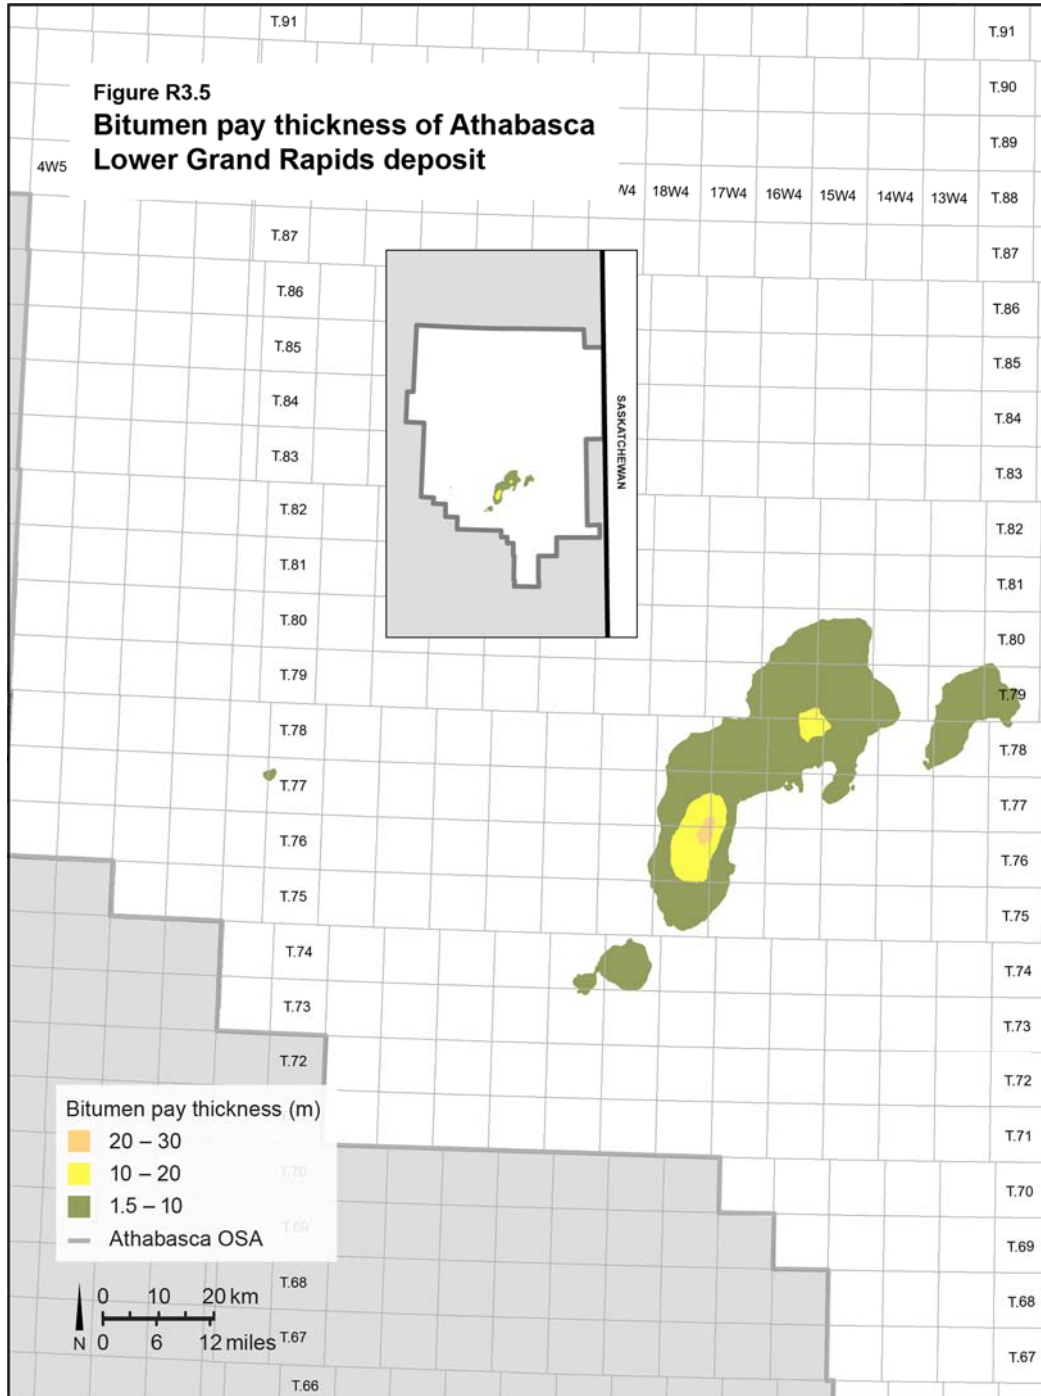 T.91
T.91
Figure R3.5
Bitumen pay thickness of Athabasca
Lower Grand Rapids deposit
T.90
T.89
4W5
W4 18W4 17W4 16W4 15W4 14W4 13W4 T.88
T.87
T.87
T.86
T.86
T.85
T.85
T.84
T.84
T.83
T.83
SASKATCHEWAN
T.82
T.82
T.81
T.81
T.80
T.80
T.79
T.79
T.78
T.78
T.77
T.77
T.76
T.76
T.75
T.75
T.74
T.74
T.73
T.73
T.72
T.72
T.71
Bitumen pay thickness (m)
20 – 30
10 – 20
1.5 – 10
Athabasca OSA
T.70
T.70
T.69
T.69
T.68
T.68
0 10 20 km
N 0 6 12 miles
T.67
T.67
T.66